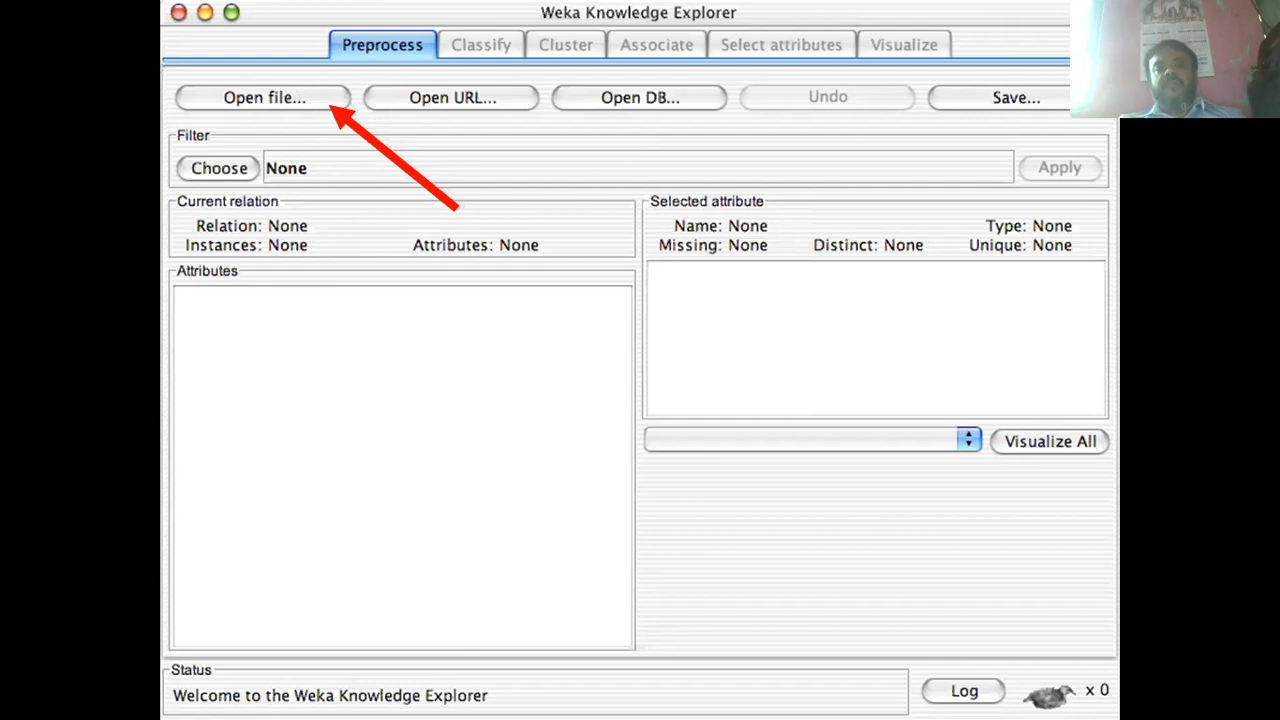 Weka Knowledge Explorer
Preprocess Classify Cluster Associate Select attributes Visualize
Open file... Open URL... Open DB... Undo Save...
Filter
Choose None Apply
Current relation
Relation: None
Instances: None Attributes: None
Attributes
Selected attribute
Name: None Type: None
Missing: None Distinct: None Unique: None
Visualize All
Status
Welcome to the Weka Knowledge Explorer
Log x 0